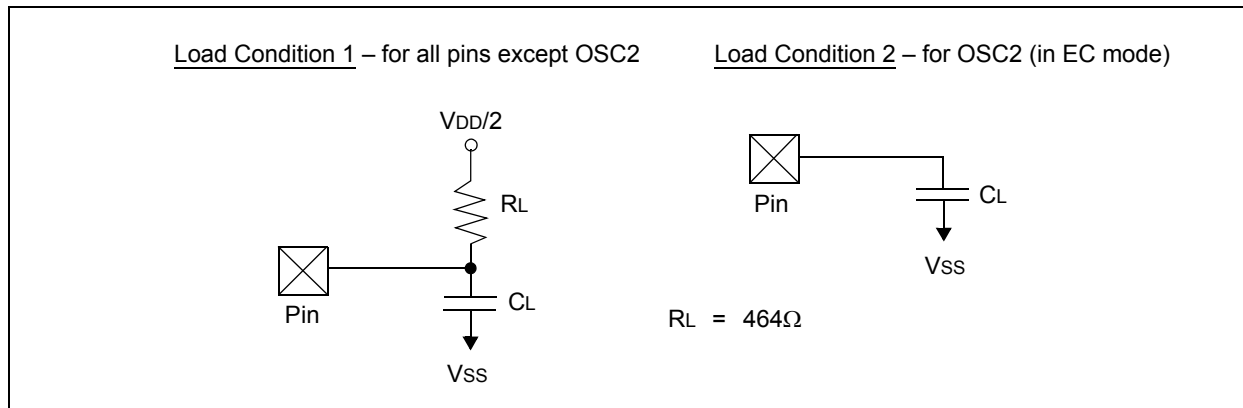 Load Condition 1 – for all pins except OSC2
Load Condition 2 – for OSC2 (in EC mode)
VDD/2
RL
Pin
CL
VSS
Pin
CL
VSS
RL = 464Ω